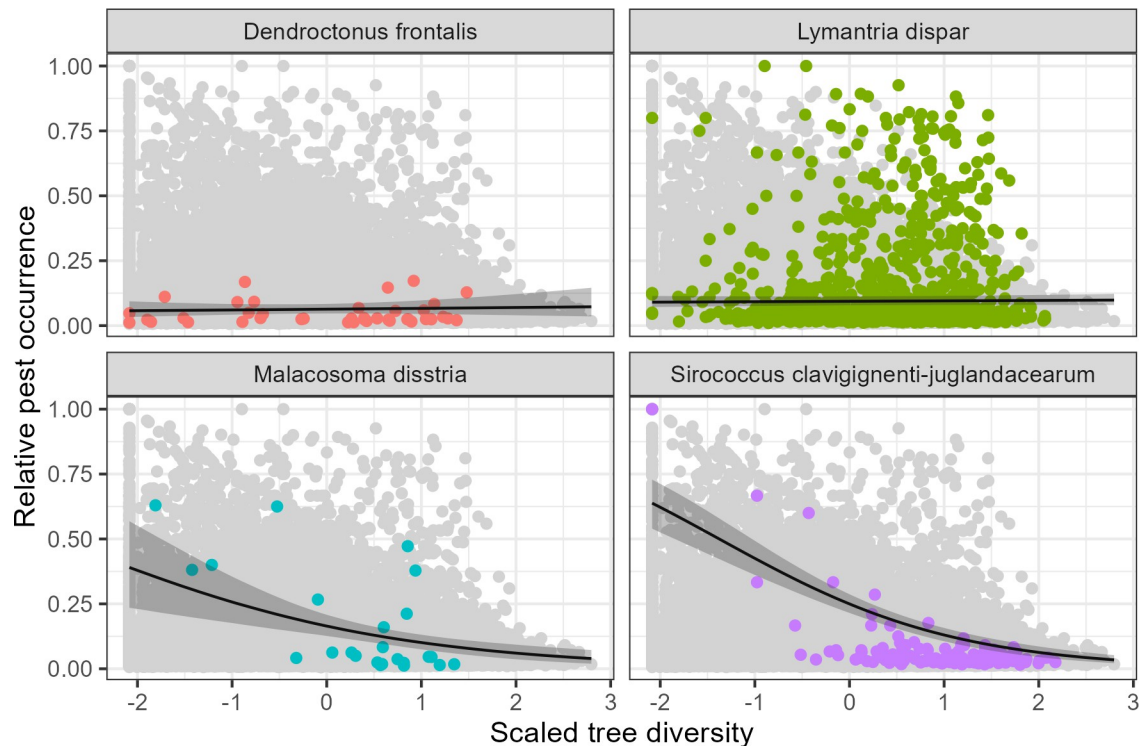 Dendroctonus frontalis
Lymantria dispar
1.00
0.75
0.50
0.25
0.00
Malacosoma disstria
Sirococcus clavigignenti-juglandacearum
1.00
0.75
0.50
0.25
0.00
-2 -1 0 1 2 3
-2 -1 0 1 2 3
Relative pest occurrence
Scaled tree diversity